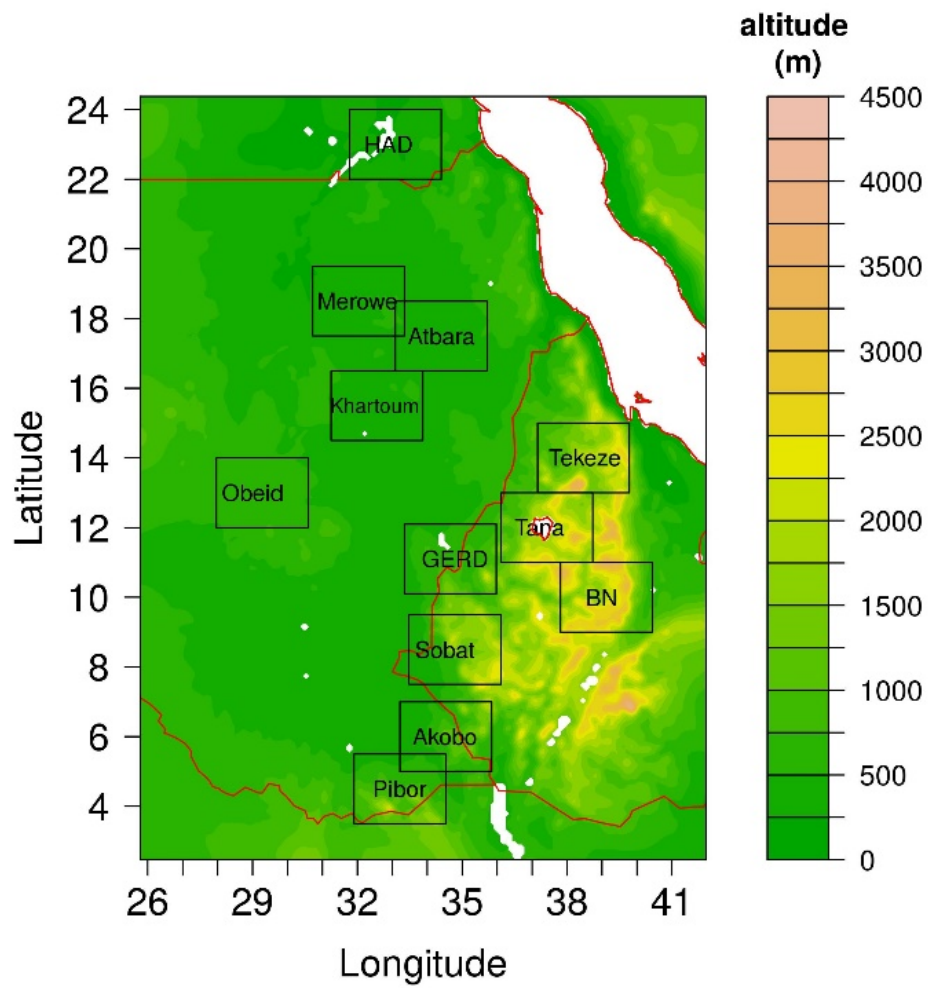 altitude
(m)
24
22
20
18
16
14
12
10
8
6
4
HAD
Merowe
Atbara
Khartoum
Tekeze
Obeid
Tana
GERD
BN
Sobat
Akobo
Pibor
4500
4000
3500
3000
2500
2000
1500
1000
500
0
26 29 32 35 38 41
Latitude
Longitude